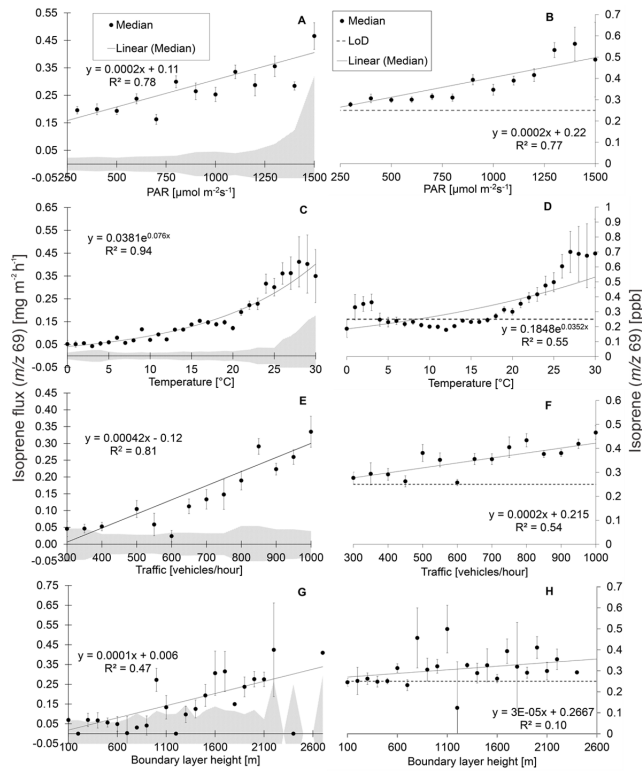 A
Median
Linear (Median)
y = 0.0002x + 0.11
R² = 0.78
0.55
0.45
0.35
0.25
0.15
0.05
-0.05
250 500 750 1000 1250 1500
PAR [µmol m⁻²s⁻¹]
B
Median
LoD
Linear (Median)
y = 0.0002x + 0.22
R² = 0.77
0.7
0.6
0.5
0.4
0.3
0.2
0.1
0
250 500 750 1000 1250 1500
PAR [µmol m⁻²s⁻¹]
C
y = 0.0381e^0.076x
R² = 0.94
0.65
0.55
0.45
0.35
0.25
0.15
0.05
-0.05
0 5 10 15 20 25 30
Temperature [°C]
D
y = 0.1848e^0.0352x
R² = 0.55
1
0.9
0.8
0.7
0.6
0.5
0.4
0.3
0.2
0.1
0
0 5 10 15 20 25 30
Temperature [°C]
Isoprene flux (m/z 69) [mg m⁻² h⁻¹]
Isoprene (m/z 69) [ppb]
E
y = 0.00042x - 0.12
R² = 0.81
0.45
0.40
0.35
0.30
0.25
0.20
0.15
0.10
0.05
0.00
-0.05
300 400 500 600 700 800 900 1000
Traffic [vehicles/hour]
F
y = 0.0002x + 0.215
R² = 0.54
0.6
0.5
0.4
0.3
0.2
0.1
0
300 400 500 600 700 800 900 1000
Traffic [vehicles/hour]
G
y = 0.0001x + 0.006
R² = 0.47
0.75
0.65
0.55
0.45
0.35
0.25
0.15
0.05
-0.05
100 600 1100 1600 2100 2600
Boundary layer height [m]
H
y = 3E-05x + 0.2667
R² = 0.10
0.7
0.6
0.5
0.4
0.3
0.2
0.1
0
100 600 1100 1600 2100 2600
Boundary layer height [m]